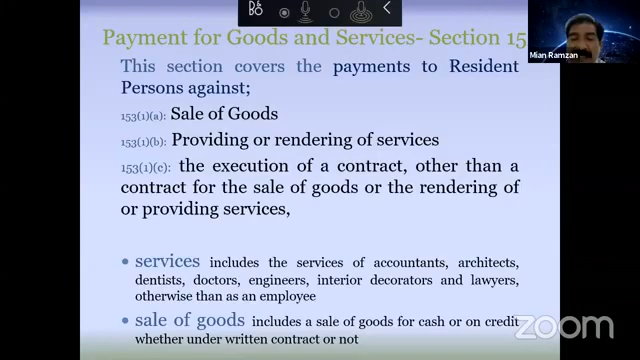 Payment for Goods and Services- Section 15
Mian Ramzan
This section covers the payments to Resident
Persons against;
153(1)(a): Sale of Goods
153(1)(b): Providing or rendering of services
153(1)(c): the execution of a contract, other than a
contract for the sale of goods or the rendering of
or providing services,
• services includes the services of accountants, architects,
dentists, doctors, engineers, interior decorators and lawyers,
otherwise than as an employee
• sale of goods includes a sale of goods for cash or on credit
whether under written contract or not
zoom